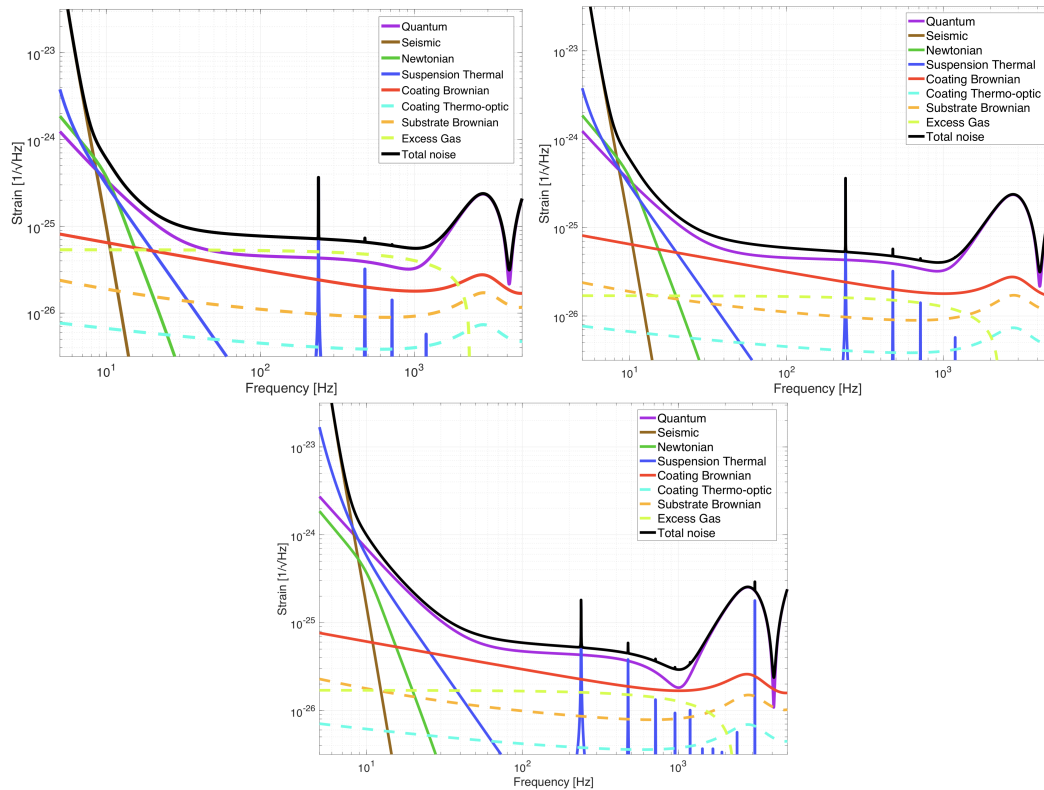 Quantum
Seismic
Newtonian
Suspension Thermal
Coating Brownian
Coating Thermo-optic
Substrate Brownian
Excess Gas
Total noise
10⁻²³
10⁻²⁴
10⁻²⁵
10⁻²⁶
Strain [1/√Hz]
10¹
10²
10³
Frequency [Hz]
Quantum
Seismic
Newtonian
Suspension Thermal
Coating Brownian
Coating Thermo-optic
Substrate Brownian
Excess Gas
Total noise
10⁻²³
10⁻²⁴
10⁻²⁵
10⁻²⁶
Strain [1/√Hz]
10¹
10²
10³
Frequency [Hz]
Quantum
Seismic
Newtonian
Suspension Thermal
Coating Brownian
Coating Thermo-optic
Substrate Brownian
Excess Gas
Total noise
10⁻²³
10⁻²⁴
10⁻²⁵
10⁻²⁶
Strain [1/√Hz]
10¹
10²
10³
Frequency [Hz]